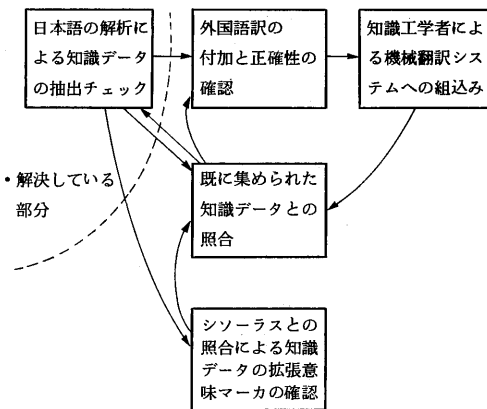 日本語の解析に
よる知識データ
の抽出チェック
外国語訳の
付加と正確性の
確認
知識工学者によ
る機械翻訳シス
テムへの組込み
・解決している
部分
既に集められた
知識データとの
照合
シソーラスとの
照合による知識
データの拡張意
味マーカの確認